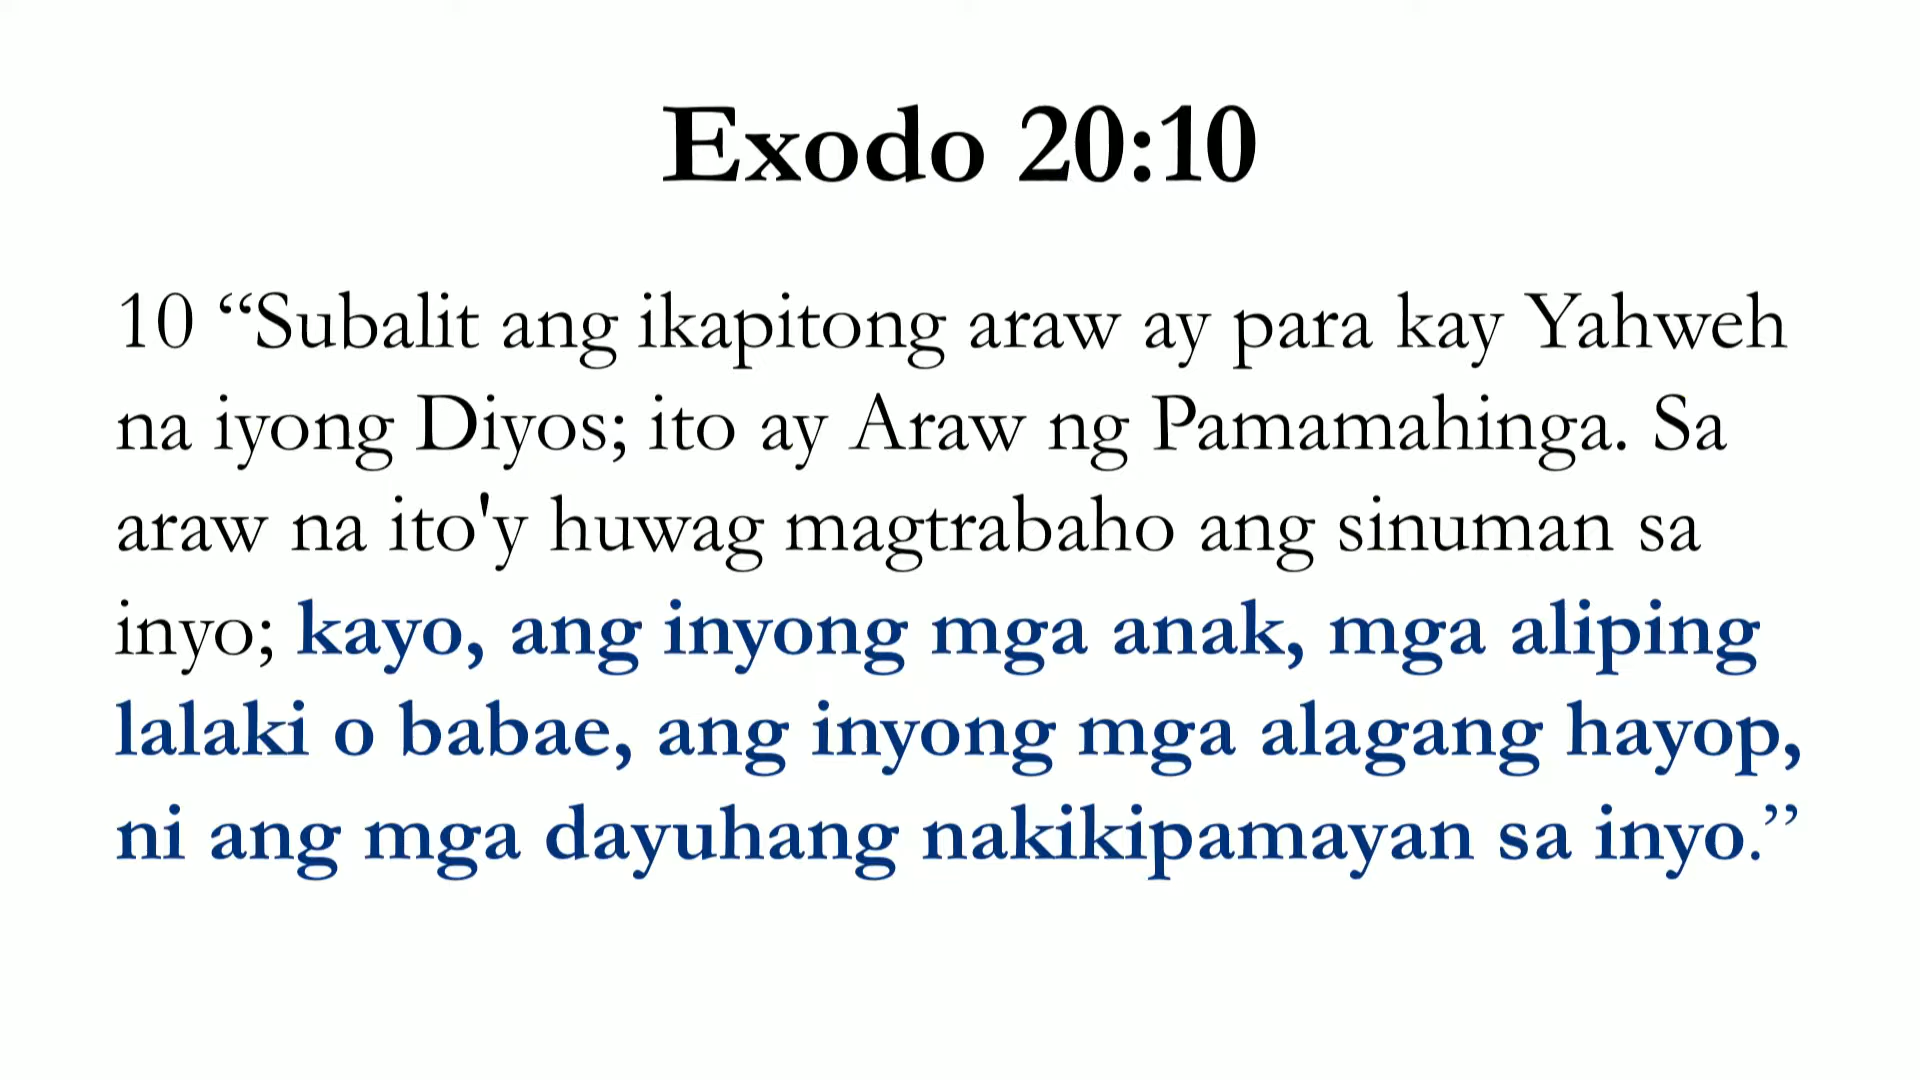 Exodo 20:10
10 “Subalit ang ikapitong araw ay para kay Yahweh
na iyong Diyos; ito ay Araw ng Pamamahinga. Sa
araw na ito'y huwag magtrabaho ang sinuman sa
inyo; kayo, ang inyong mga anak, mga aliping
lalaki o babae, ang inyong mga alagang hayop,
ni ang mga dayuhang nakikipamayan sa inyo.”